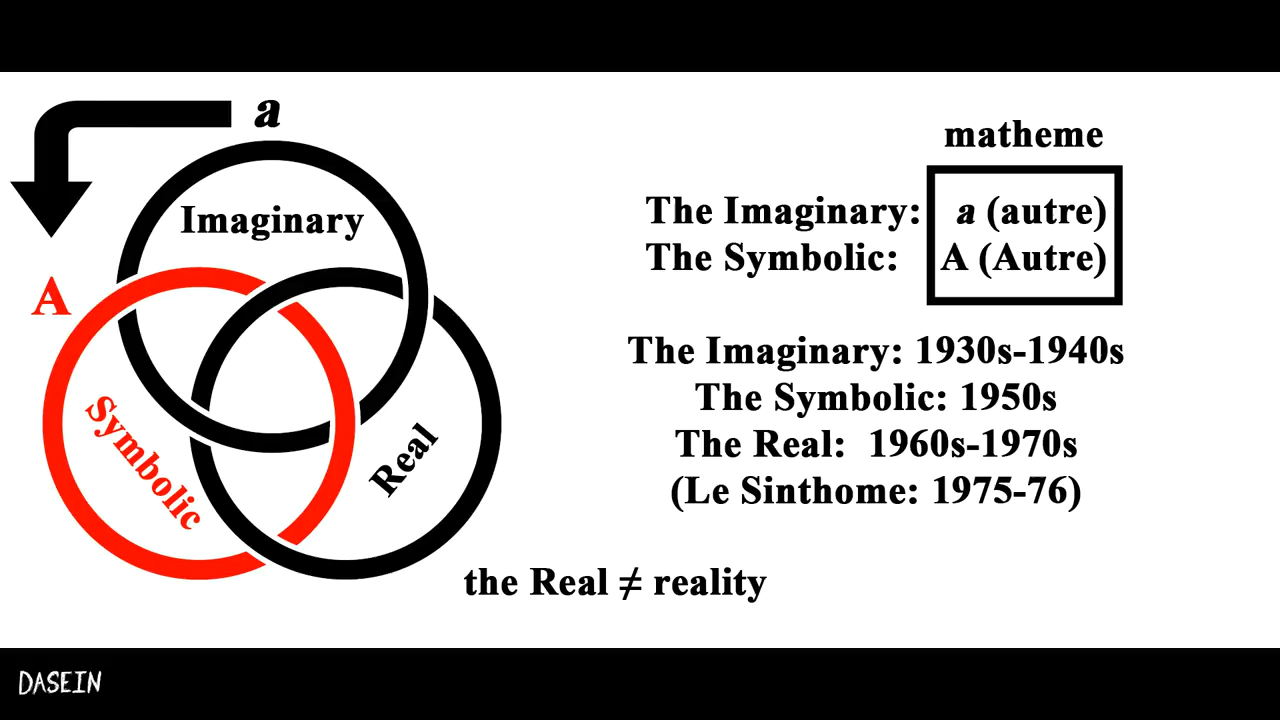 a
Imaginary
A
Symbolic
Real
matheme
The Imaginary: a (autre)
The Symbolic: A (Autre)
The Imaginary: 1930s-1940s
The Symbolic: 1950s
The Real: 1960s-1970s
(Le Sinthome: 1975-76)
the Real ≠ reality
DASEIN